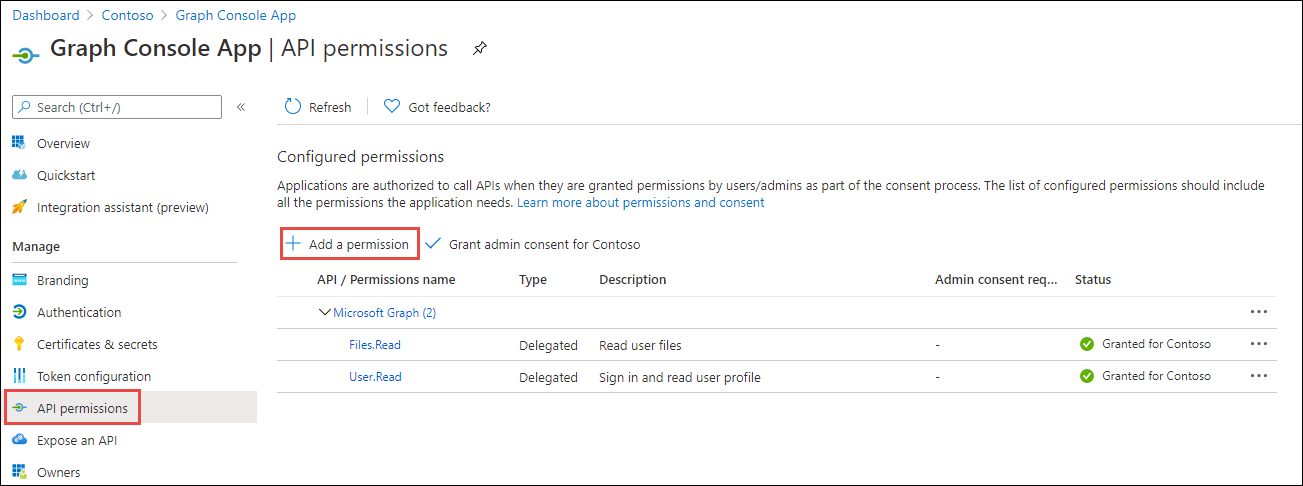 Dashboard > Contoso > Graph Console App
Graph Console App | API permissions
Search (Ctrl+/)
«
Overview
Quickstart
Integration assistant (preview)
Manage
Branding
Authentication
Certificates & secrets
Token configuration
API permissions
Expose an API
Owners
Refresh
Got feedback?
Configured permissions
Applications are authorized to call APIs when they are granted permissions by users/admins as part of the consent process. The list of configured permissions should include
all the permissions the application needs. Learn more about permissions and consent
+ Add a permission
Grant admin consent for Contoso
API / Permissions name Type Description Admin consent req... Status
Microsoft Graph (2) ...
Files.Read Delegated Read user files - Granted for Contoso ...
User.Read Delegated Sign in and read user profile - Granted for Contoso ...